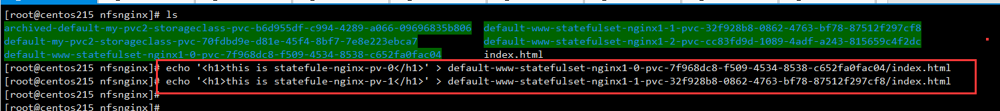 [root@centos215 nfsnginx]# ls
archived-default-my-pvc2-storageclass-pvc-b6d955df-c994-4289-a066-09696835b806 default-www-statefulset-nginx1-1-pvc-32f928b8-0862-4763-bf78-87512f297cf8
default-my-pvc2-storageclass-pvc-70fdbd9e-d81e-45f4-8bf7-7e8e223ebca7 default-www-statefulset-nginx1-2-pvc-cc83fd9d-1089-4adf-a243-815659c4f2dc
default-www-statefulset-nginx1-0-pvc-7f968dc8-f509-4534-8538-c652fa0fac04 index.html
[root@centos215 nfsnginx]# echo '<h1>this is statefule-nginx-pv-0</h1>' > default-www-statefulset-nginx1-0-pvc-7f968dc8-f509-4534-8538-c652fa0fac04/index.html
[root@centos215 nfsnginx]# echo '<h1>this is statefule-nginx-pv-1</h1>' > default-www-statefulset-nginx1-1-pvc-32f928b8-0862-4763-bf78-87512f297cf8/index.html
[root@centos215 nfsnginx]#
[root@centos215 nfsnginx]#